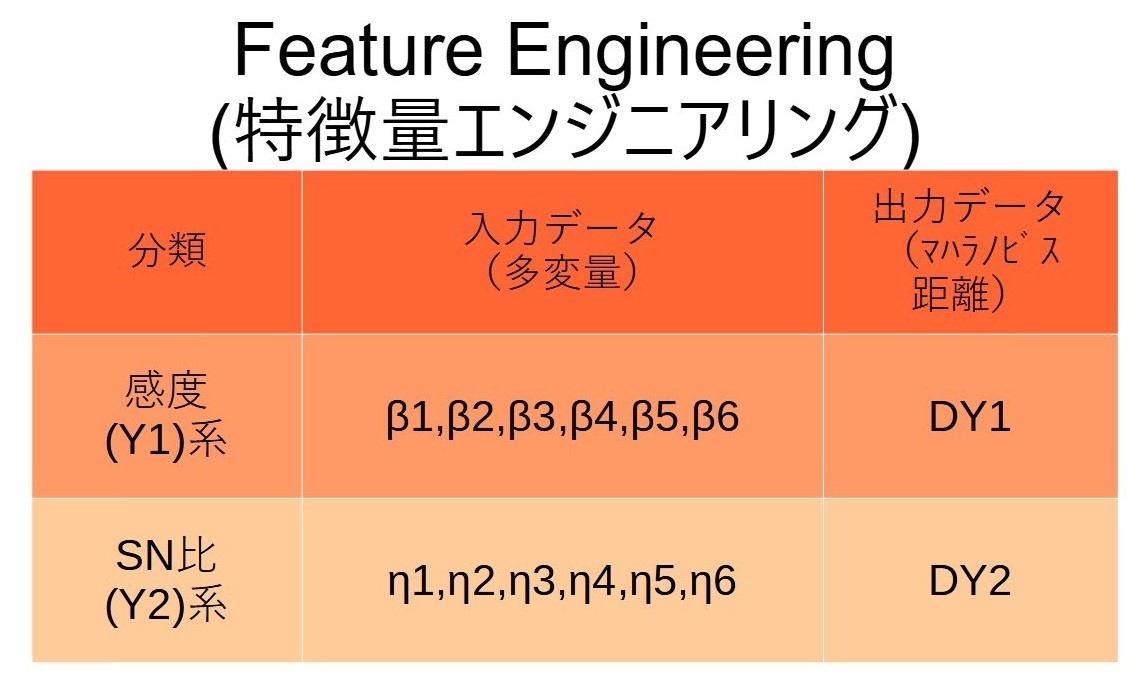 Feature Engineering
(特徴量エンジニアリング)
分類
入力データ
（多変量）
出力データ
（ﾏﾊﾗﾉﾋﾞｽ
距離）
感度
(Y1)系
β1,β2,β3,β4,β5,β6
DY1
SN比
(Y2)系
η1,η2,η3,η4,η5,η6
DY2